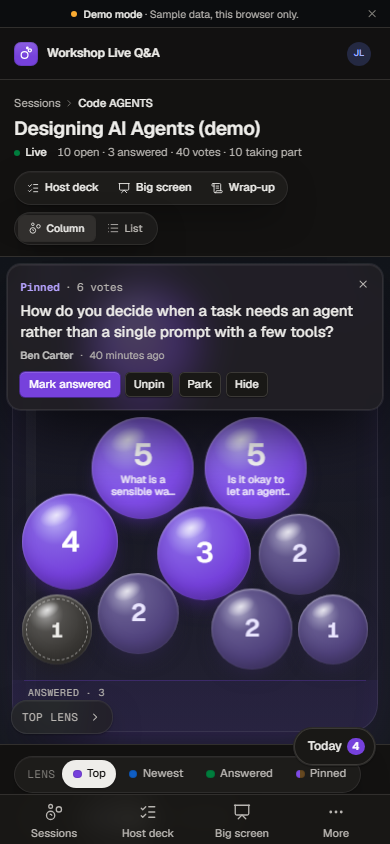 Demo mode · Sample data, this browser only.
Workshop Live Q&A
JL
Sessions > Code AGENTS
Designing AI Agents (demo)
Live 10 open · 3 answered · 40 votes · 10 taking part
Host deck Big screen Wrap-up
Column List
Pinned · 6 votes
How do you decide when a task needs an agent
rather than a single prompt with a few tools?
Ben Carter · 40 minutes ago
Mark answered Unpin Park Hide
5
What is a
sensible wa...
5
Is it okay to
let an agent..
4
3
2
1
2
2
1
ANSWERED · 3
TOP LENS >
Today 4
LENS Top Newest Answered Pinned
Sessions Host deck Big screen More